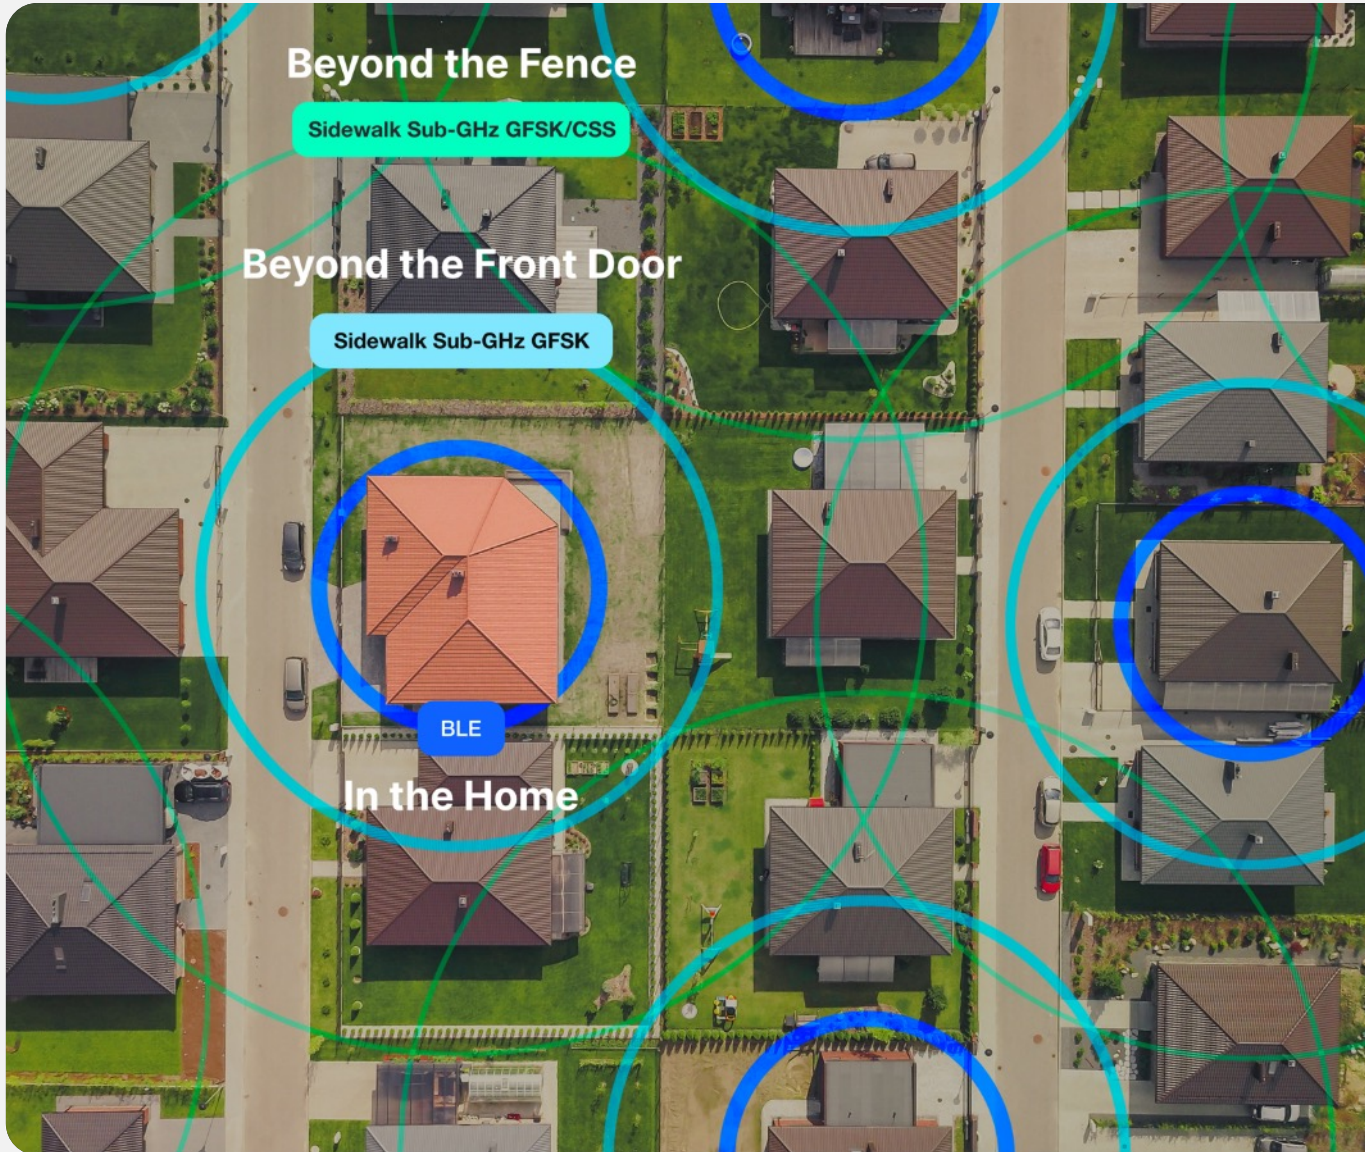 Beyond the Fence
Sidewalk Sub-GHz GFSK/CSS
Beyond the Front Door
Sidewalk Sub-GHz GFSK
BLE
In the Home